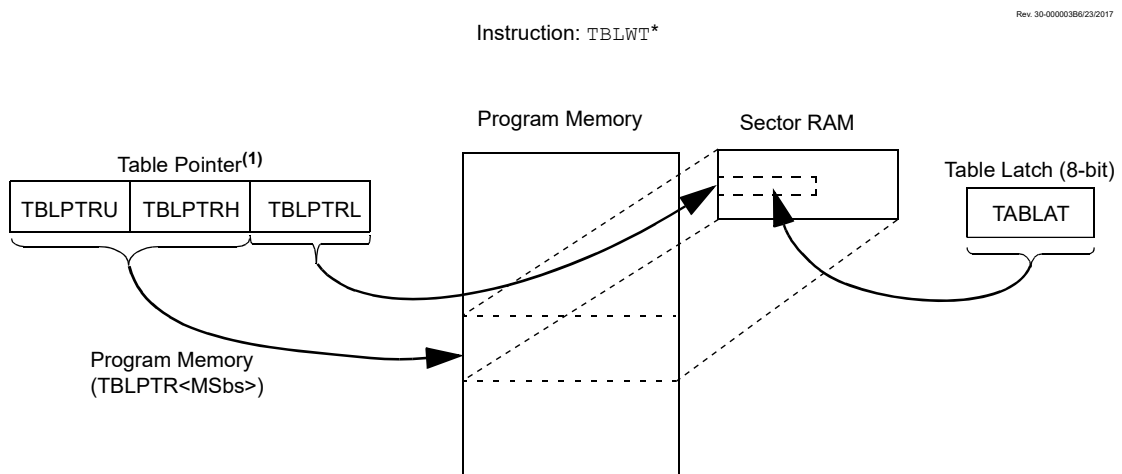 Rev. 30-000003B6/23/2017
Instruction: TBLWT*
Program Memory
Sector RAM
Table Pointer(1)
Table Latch (8-bit)
TBLPTRU TBLPTRH TBLPTRL
TABLAT
Program Memory
(TBLPTR<MSbs>)